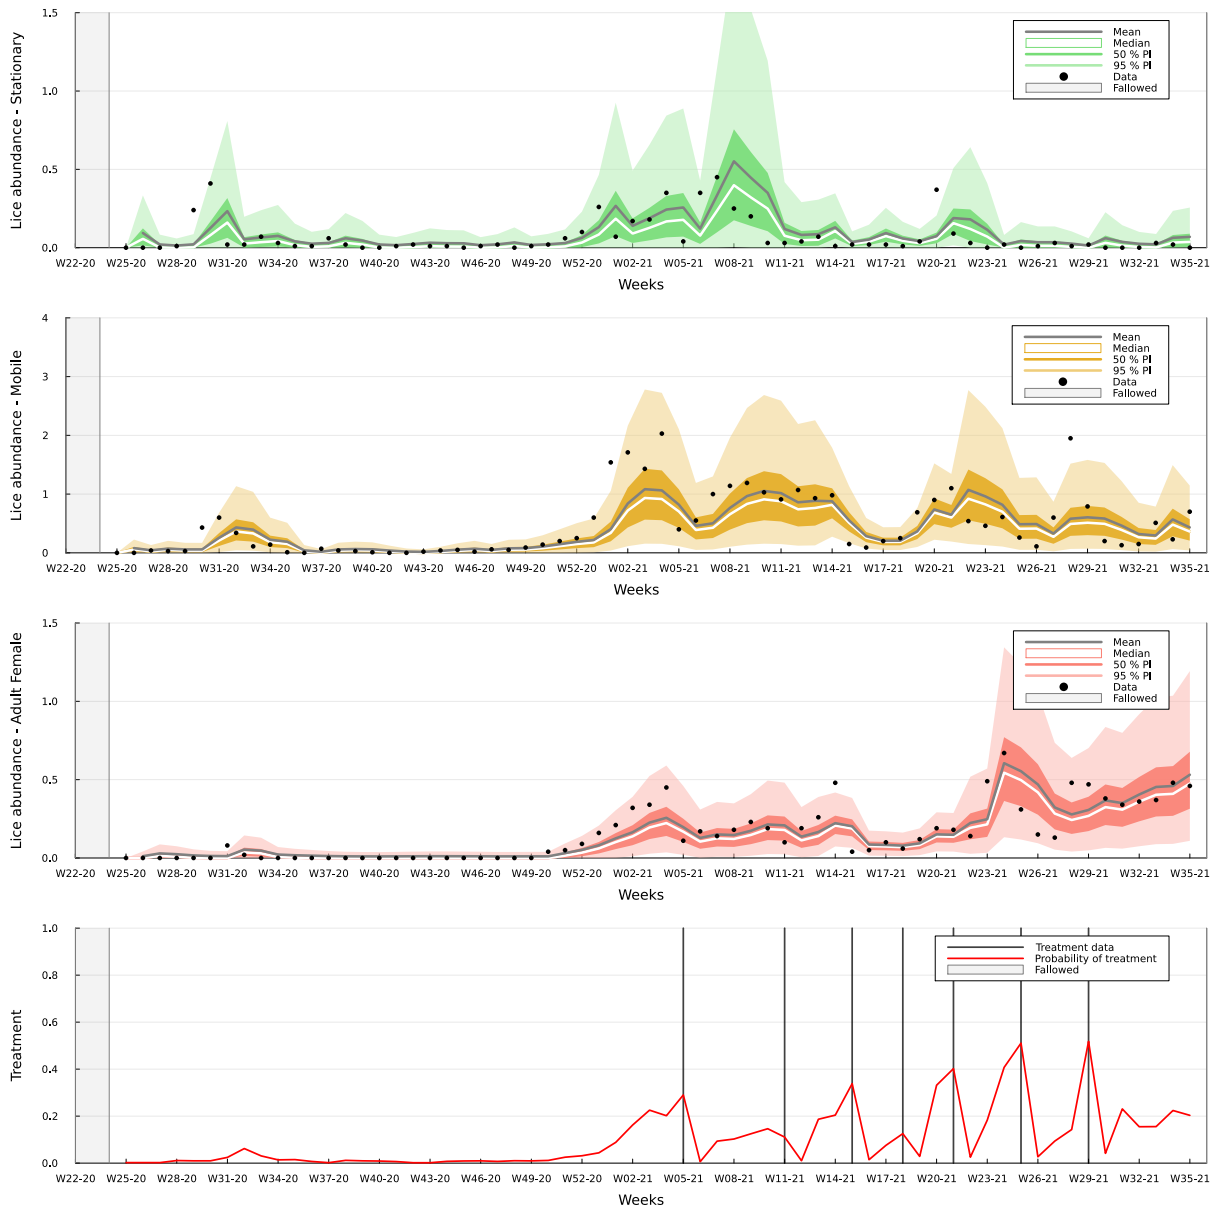 Lice abundance - Stationary
1.5
1.0
0.5
0.0
Mean
Median
50 % PI
95 % PI
Data
Fallowed
W22-20 W25-20 W28-20 W31-20 W34-20 W37-20 W40-20 W43-20 W46-20 W49-20 W52-20 W02-21 W05-21 W08-21 W11-21 W14-21 W17-21 W20-21 W23-21 W26-21 W29-21 W32-21 W35-21
Weeks
Lice abundance - Mobile
4
3
2
1
0
Mean
Median
50 % PI
95 % PI
Data
Fallowed
W22-20 W25-20 W28-20 W31-20 W34-20 W37-20 W40-20 W43-20 W46-20 W49-20 W52-20 W02-21 W05-21 W08-21 W11-21 W14-21 W17-21 W20-21 W23-21 W26-21 W29-21 W32-21 W35-21
Weeks
Lice abundance - Adult Female
1.5
1.0
0.5
0.0
Mean
Median
50 % PI
95 % PI
Data
Fallowed
W22-20 W25-20 W28-20 W31-20 W34-20 W37-20 W40-20 W43-20 W46-20 W49-20 W52-20 W02-21 W05-21 W08-21 W11-21 W14-21 W17-21 W20-21 W23-21 W26-21 W29-21 W32-21 W35-21
Weeks
Treatment
1.0
0.8
0.6
0.4
0.2
0.0
Treatment data
Probability of treatment
Fallowed
W22-20 W25-20 W28-20 W31-20 W34-20 W37-20 W40-20 W43-20 W46-20 W49-20 W52-20 W02-21 W05-21 W08-21 W11-21 W14-21 W17-21 W20-21 W23-21 W26-21 W29-21 W32-21 W35-21
Weeks